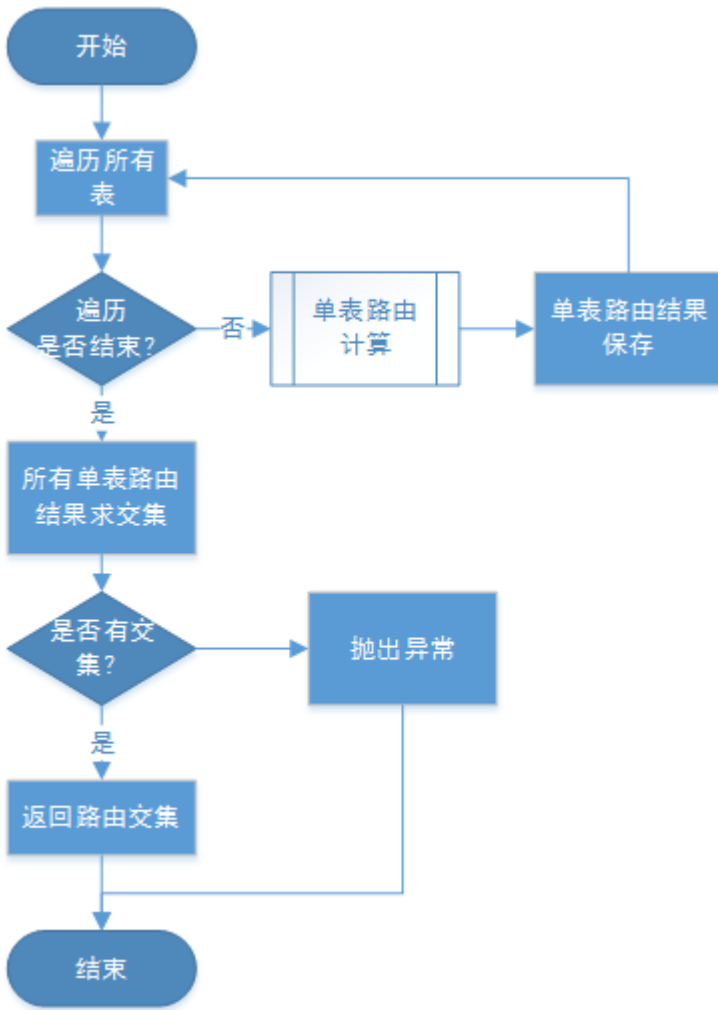 开始
遍历所有
表
遍历
是否结束?
否
单表路由
计算
单表路由结果
保存
是
所有单表路由
结果求交集
是否有交
集?
抛出异常
是
返回路由交集
结束